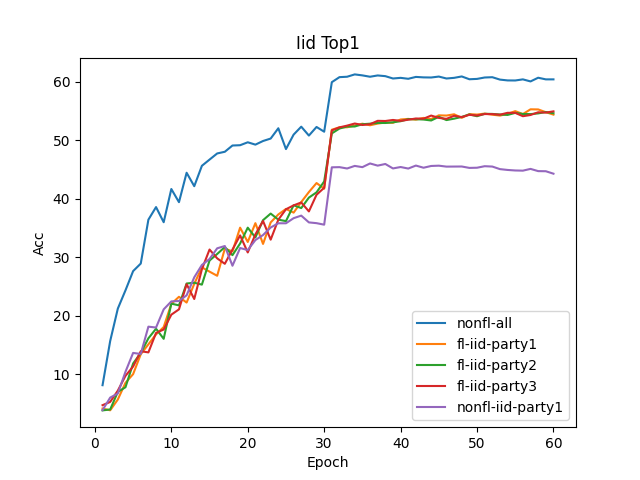 Iid Top1
Acc
60
50
40
30
20
10
0
10
20
30
40
50
60
Epoch
nonfl-all
fl-iid-party1
fl-iid-party2
fl-iid-party3
nonfl-iid-party1